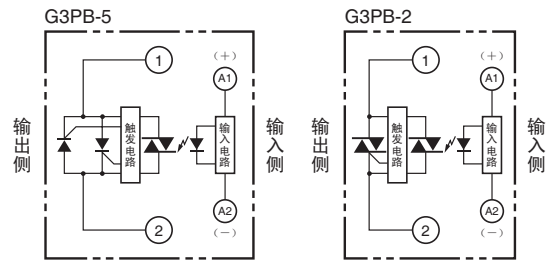 G3PB-5
1
(+)
A1
输出侧
触发电路
输入电路
输入侧
A2
2
(−)
G3PB-2
1
(+)
A1
输出侧
触发电路
输入电路
输入侧
A2
2
(−)